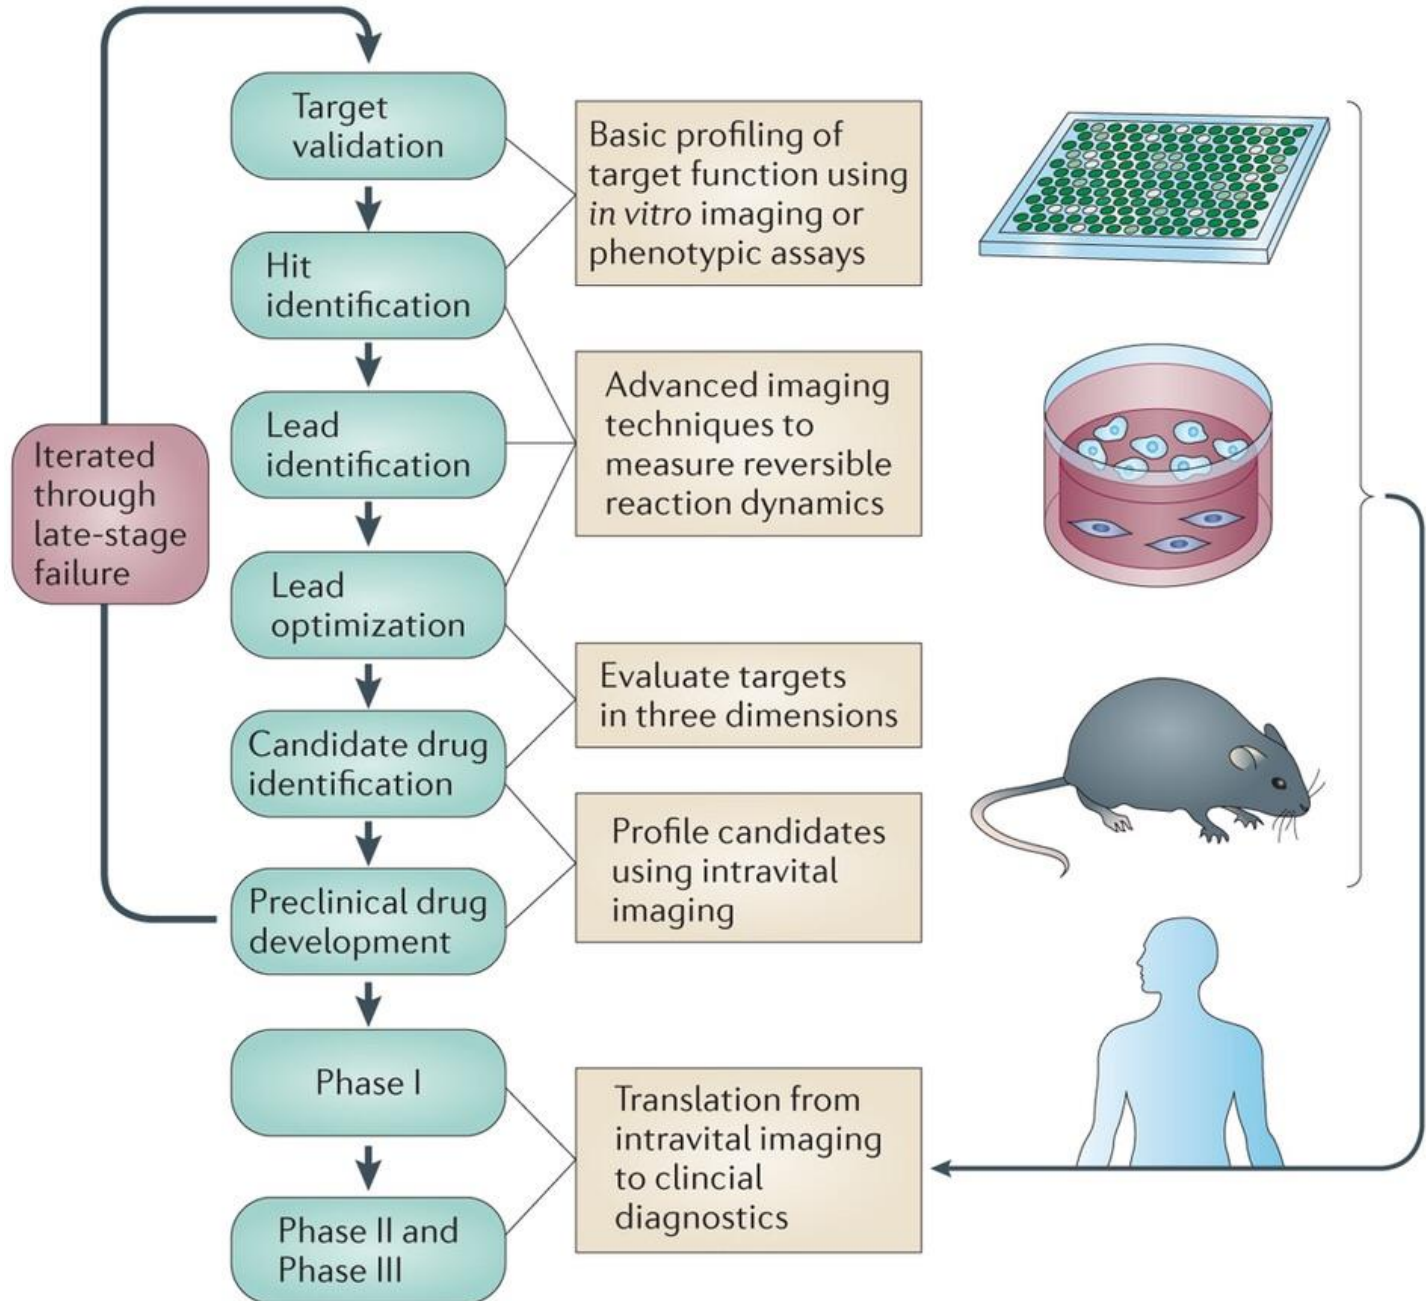 Target
validation
Basic profiling of
target function using
in vitro imaging or
phenotypic assays
Hit
identification
Advanced imaging
techniques to
measure reversible
reaction dynamics
Lead
identification
Iterated
through
late-stage
failure
Lead
optimization
Evaluate targets
in three dimensions
Candidate drug
identification
Profile candidates
using intravital
imaging
Preclinical drug
development
Phase I
Translation from
intravital imaging
to clincial
diagnostics
Phase II and
Phase III